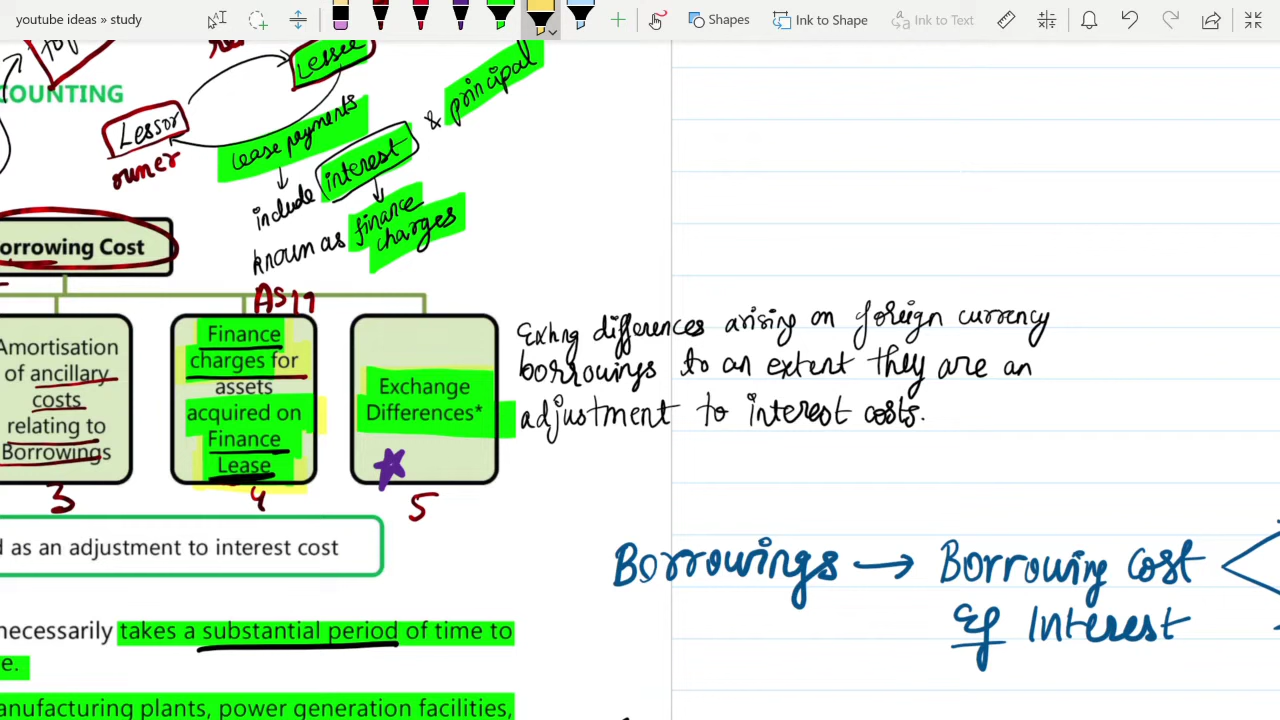 youtube ideas » study
Shapes
Ink to Shape
Ink to Text
COUNTING
Lessor
owner
Lessee
Lease payments
include interest & principal
known as finance
charges
orrowing Cost
AS 19
Amortisation
of ancillary
costs
relating to
Borrowings
3
Finance
charges for
assets
acquired on
Finance
Lease
4
Exchange
Differences*
5
Exhng differences arising on foreign currency
borrowings to an extent they are an
adjustment to interest costs.
d as an adjustment to interest cost
Borrowings → Borrowing Cost
Eg Interest
necessarily takes a substantial period of time to
e.
anufacturing plants, power generation facilities,